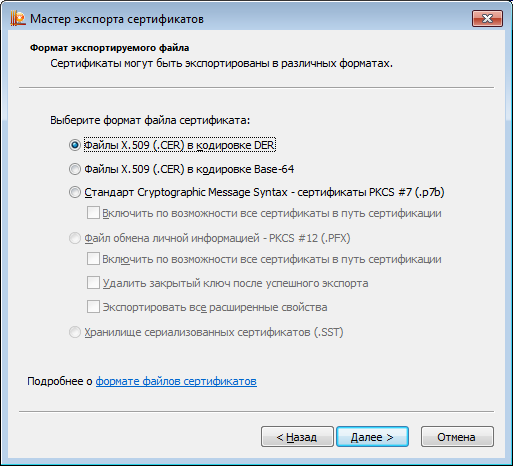 Мастер экспорта сертификатов
Формат экспортируемого файла
Сертификаты могут быть экспортированы в различных форматах.
Выберите формат файла сертификата:
Файлы X.509 (.CER) в кодировке DER
Файлы X.509 (.CER) в кодировке Base-64
Стандарт Cryptographic Message Syntax - сертификаты PKCS #7 (.p7b)
Включить по возможности все сертификаты в путь сертификации
Файл обмена личной информацией - PKCS #12 (.PFX)
Включить по возможности все сертификаты в путь сертификации
Удалить закрытый ключ после успешного экспорта
Экспортировать все расширенные свойства
Хранилище сериализованных сертификатов (.SST)
Подробнее о формате файлов сертификатов
< Назад
Далее >
Отмена